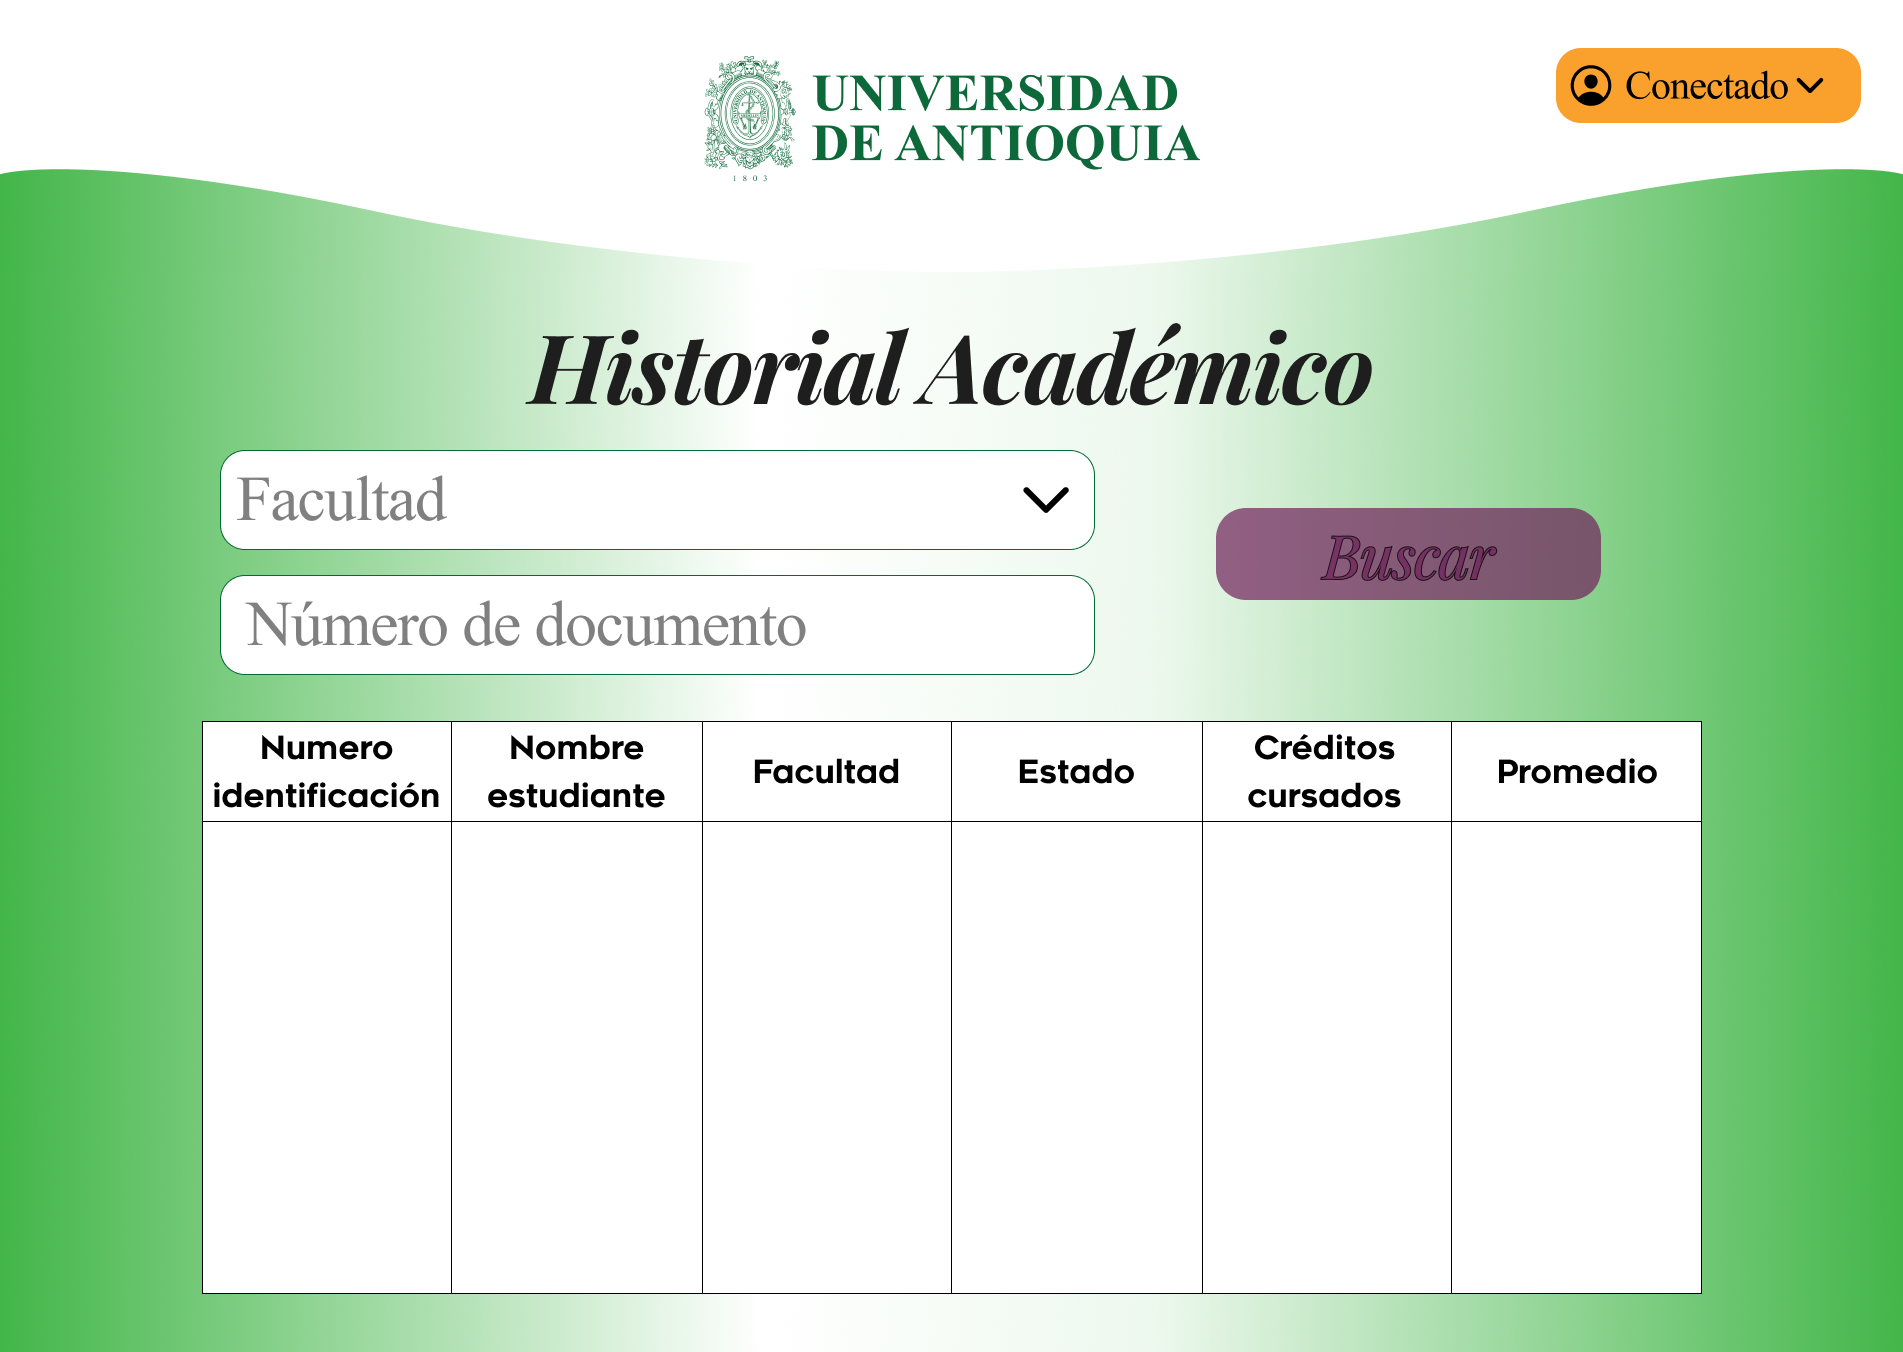 UNIVERSIDAD
DE ANTIOQUIA
1803
Conectado
Historial Académico
Facultad
Número de documento
Buscar
Numero
identificación
Nombre
estudiante
Facultad
Estado
Créditos
cursados
Promedio